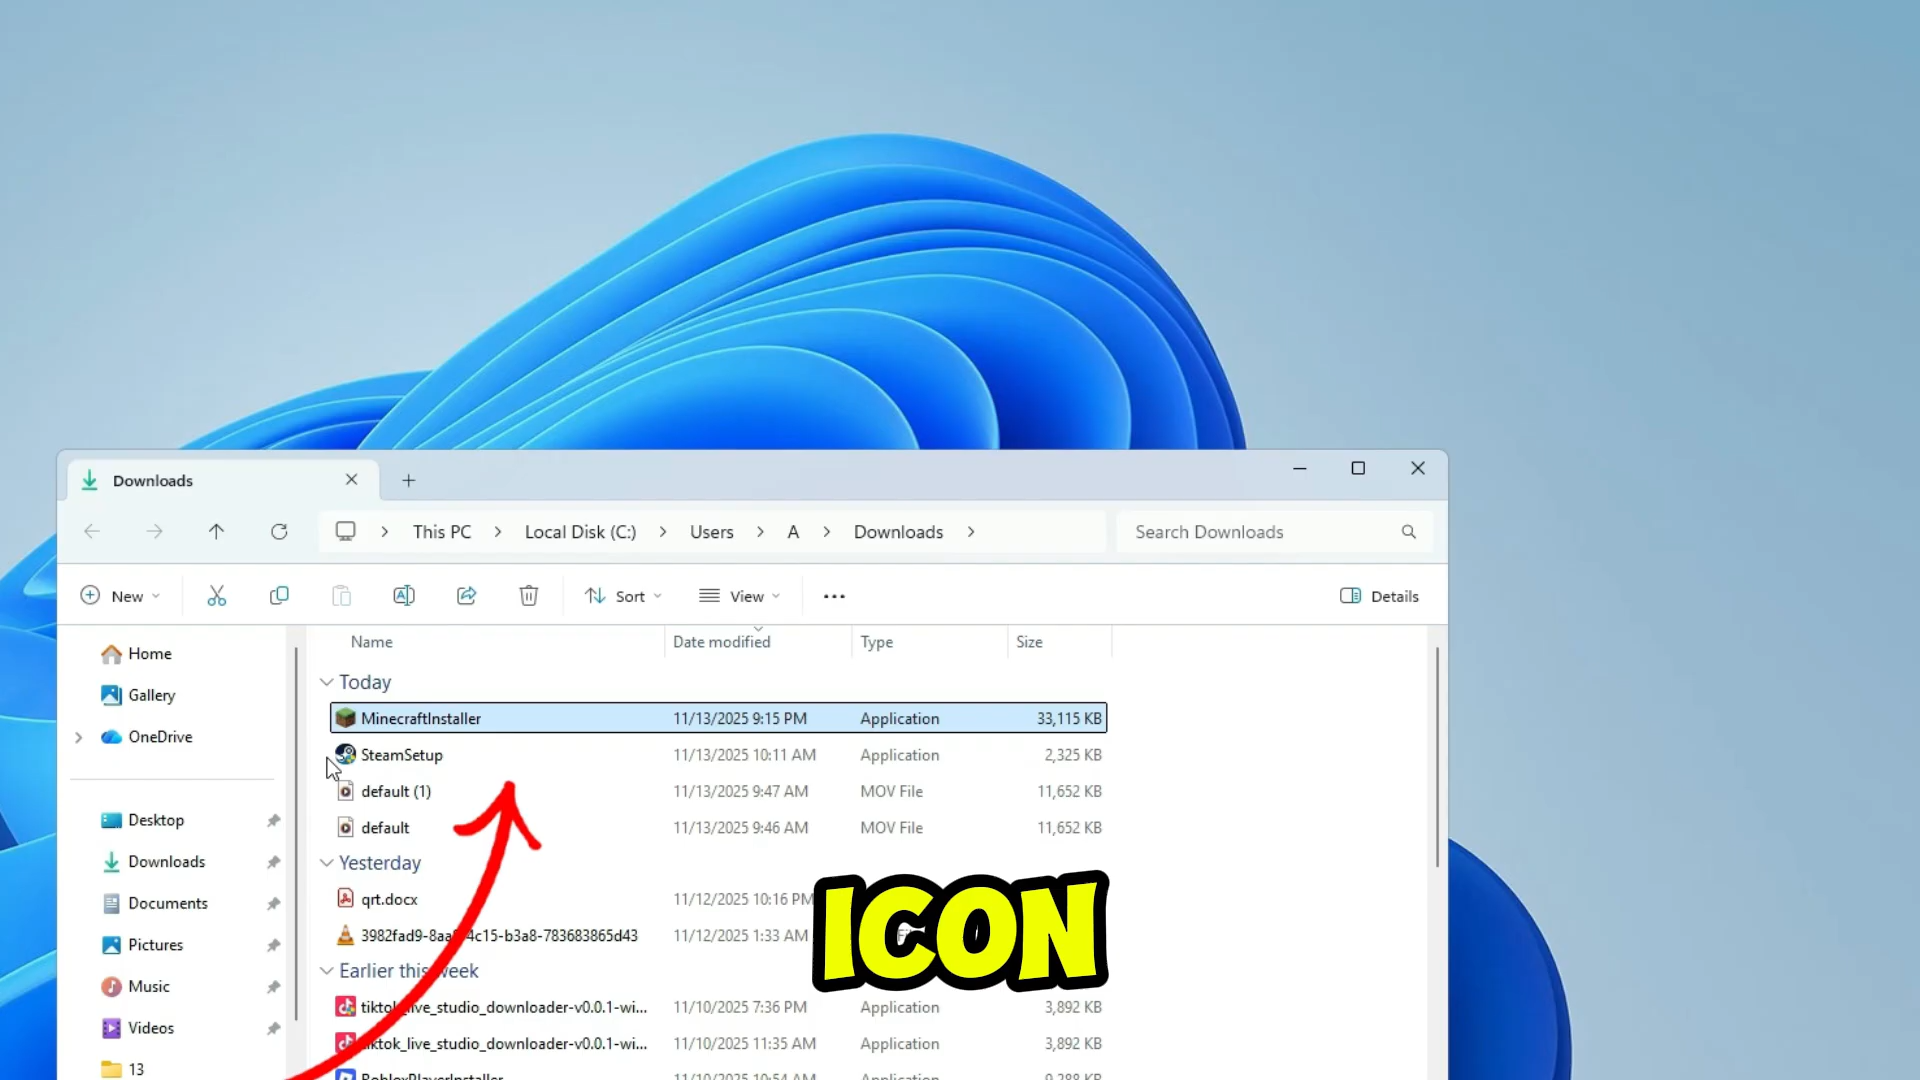 Downloads
This PC > Local Disk (C:) > Users > A > Downloads >
Search Downloads
New
Sort
View
Details
Home
Gallery
OneDrive
Desktop
Downloads
Documents
Pictures
Music
Videos
13
Name Date modified Type Size
Today
MinecraftInstaller 11/13/2025 9:15 PM Application 33,115 KB
SteamSetup 11/13/2025 10:11 AM Application 2,325 KB
default (1) 11/13/2025 9:47 AM MOV File 11,652 KB
default 11/13/2025 9:46 AM MOV File 11,652 KB
Yesterday
qrt.docx 11/12/2025 10:16 PM
11/12/2025 1:33 AM
Earlier this week
tiktok_live_studio_downloader-v0.0.1-wi... 11/10/2025 7:36 PM Application 3,892 KB
tiktok_live_studio_downloader-v0.0.1-wi... 11/10/2025 11:35 AM Application 3,892 KB
RobloxPlayerInstaller 11/10/2025 10:54 AM Application 9,288 KB
ICON